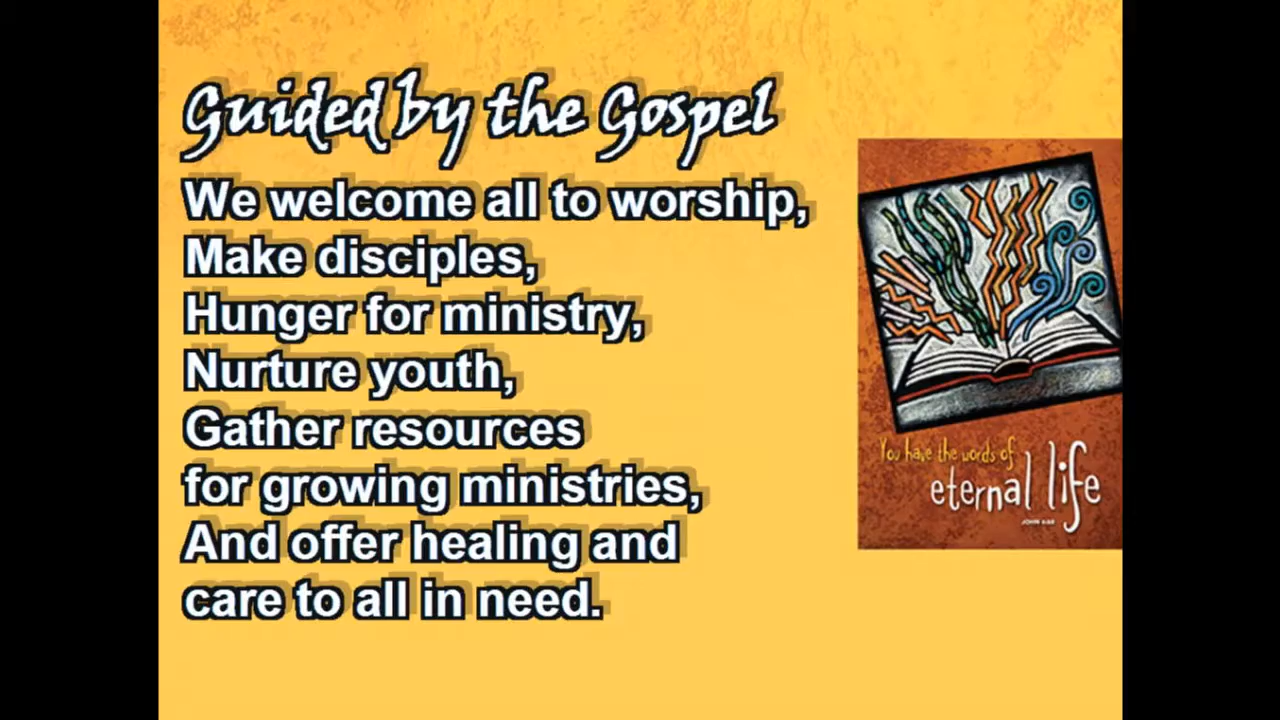 Guided by the Gospel
We welcome all to worship,
Make disciples,
Hunger for ministry,
Nurture youth,
Gather resources
for growing ministries,
And offer healing and
care to all in need.
You have the words of
eternal life
JOHN